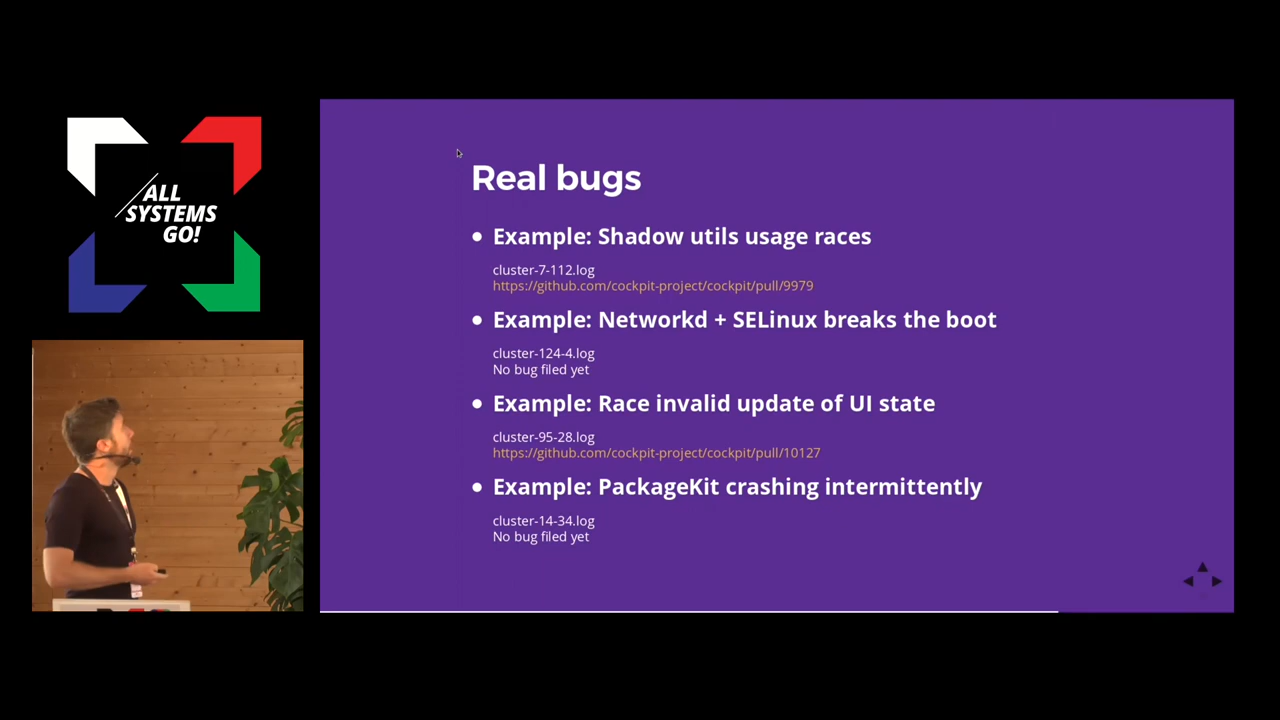 ALL
SYSTEMS
GO!
Real bugs
Example: Shadow utils usage races
cluster-7-112.log
https://github.com/cockpit-project/cockpit/pull/9979
Example: Networkd + SELinux breaks the boot
cluster-124-4.log
No bug filed yet
Example: Race invalid update of UI state
cluster-95-28.log
https://github.com/cockpit-project/cockpit/pull/10127
Example: PackageKit crashing intermittently
cluster-14-34.log
No bug filed yet